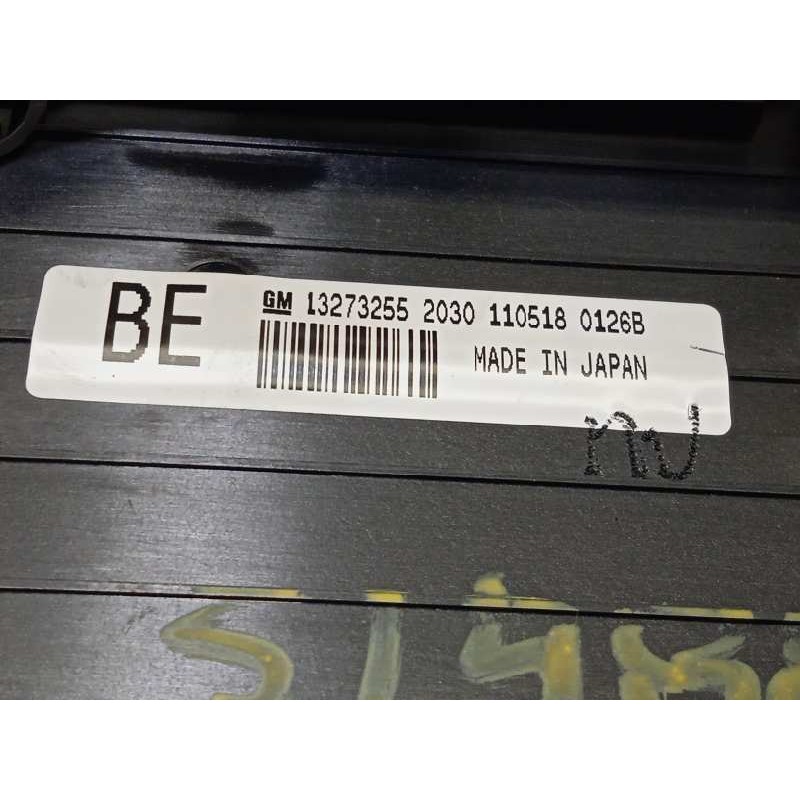 BE
GM 13273255 2030 110518 0126B
MADE IN JAPAN